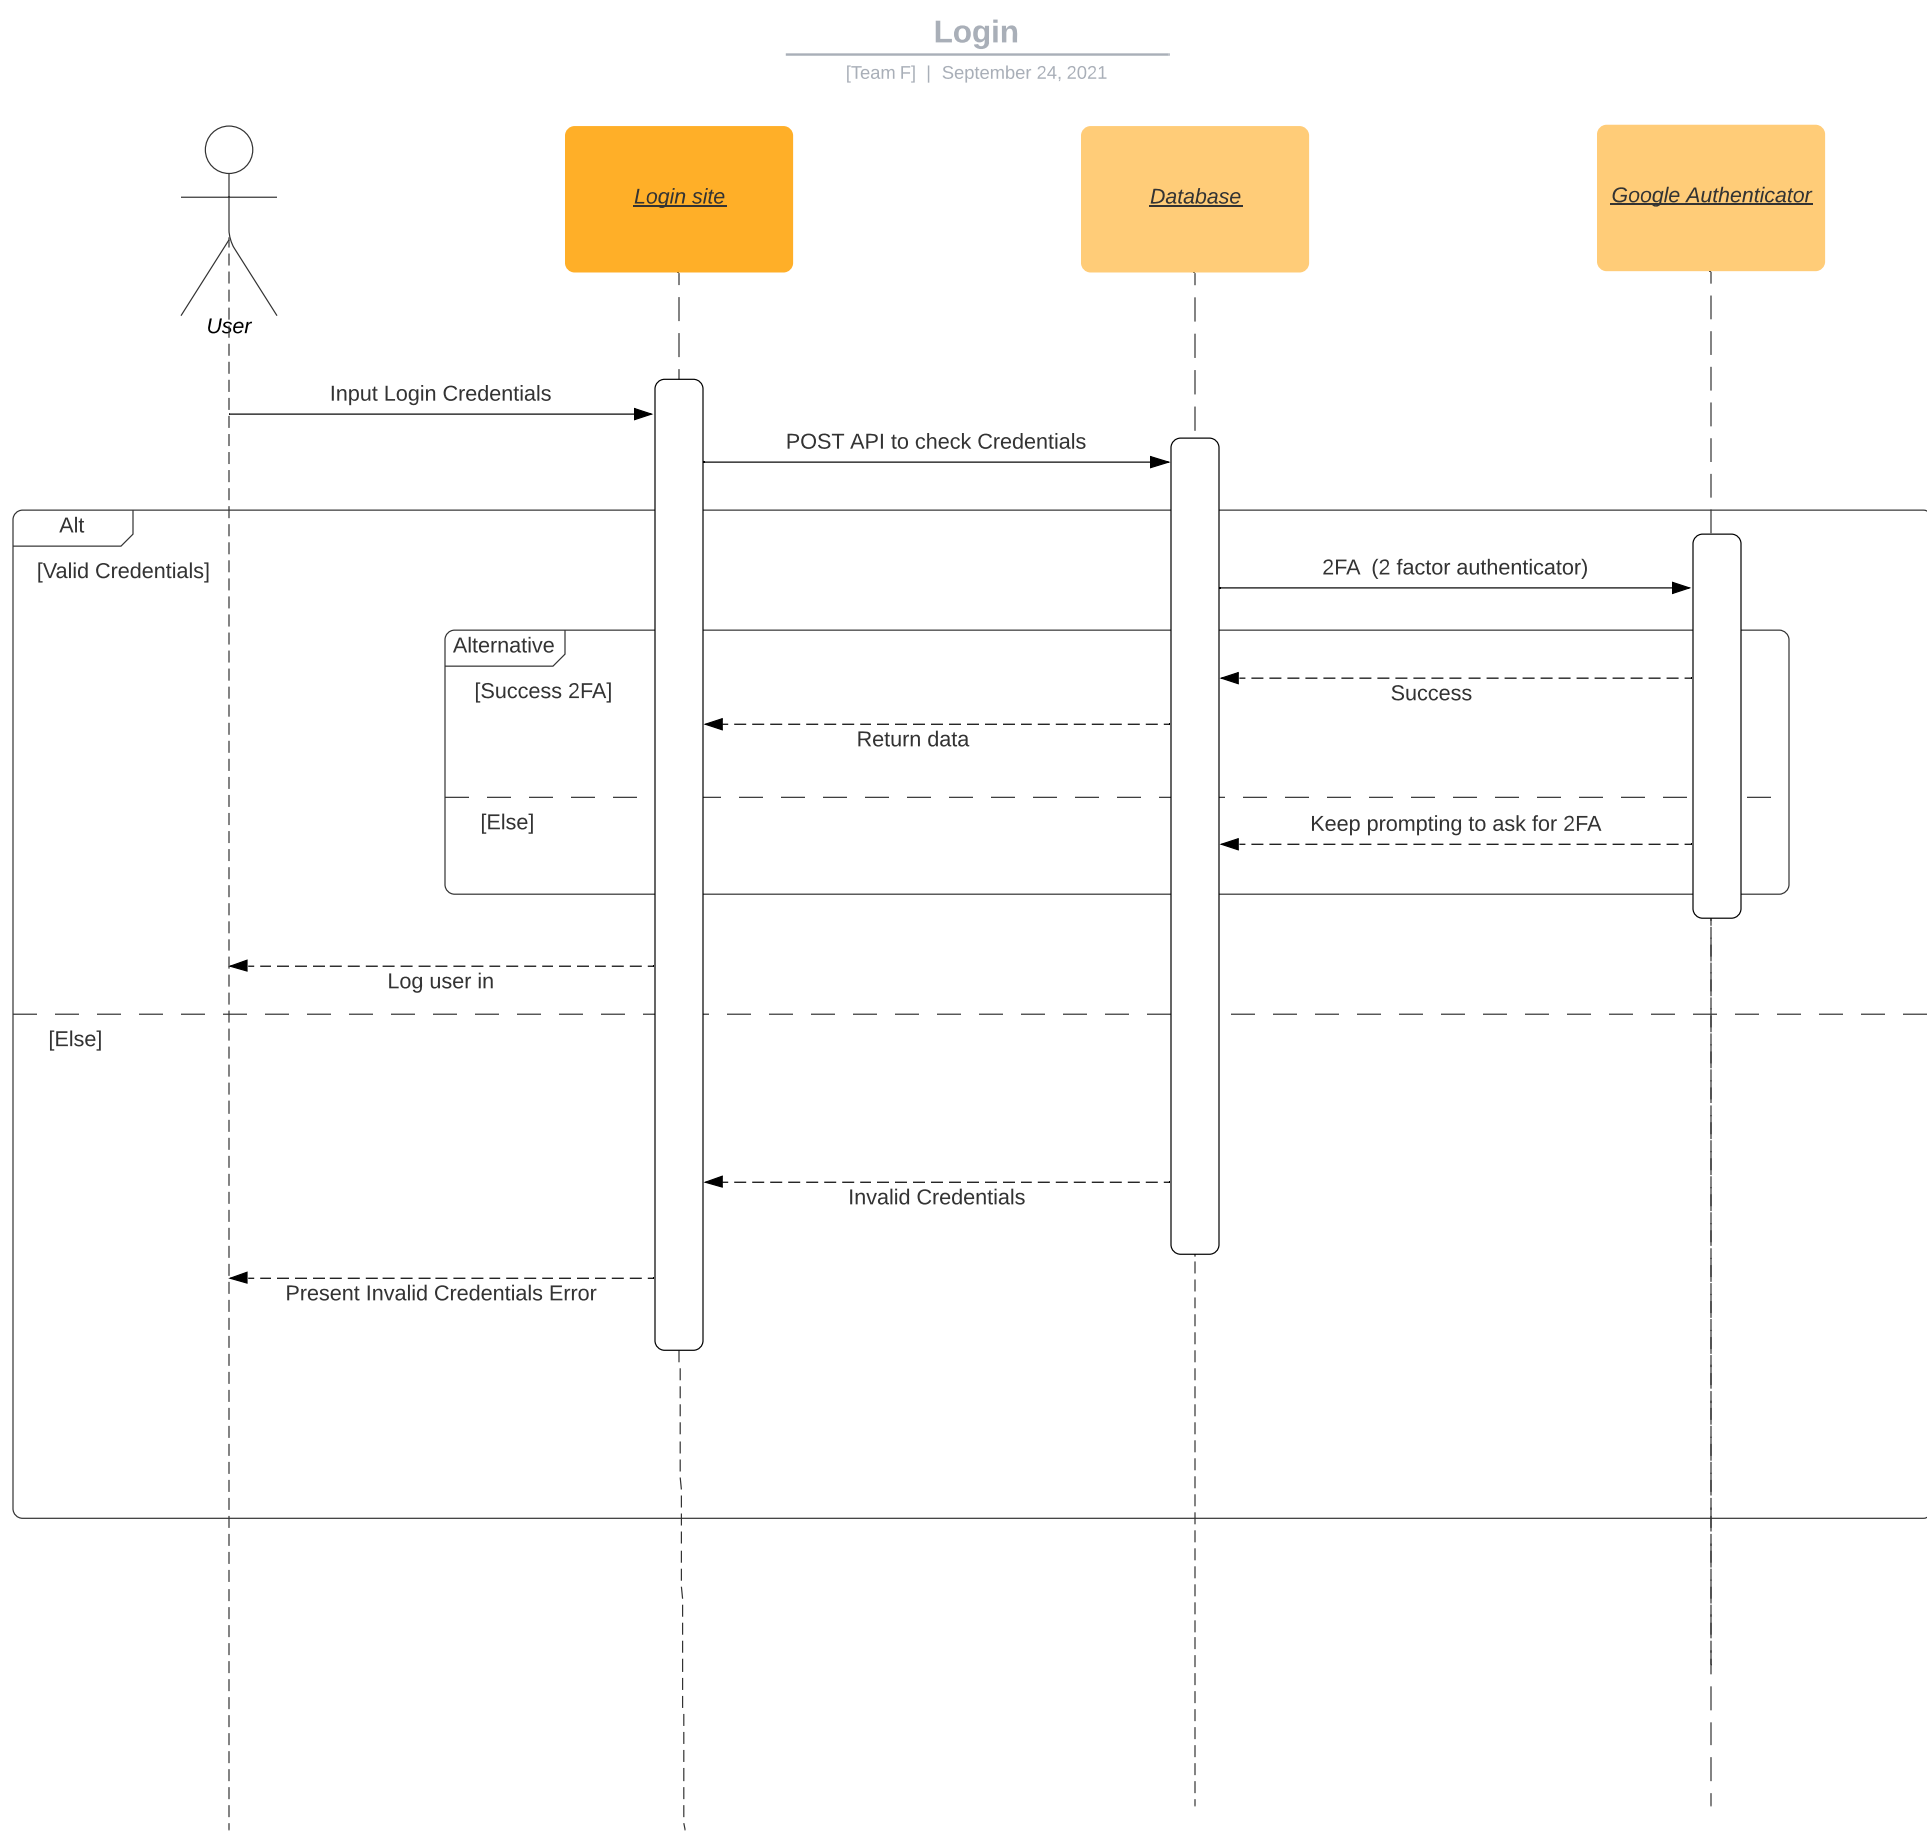 Login
[Team F] | September 24, 2021
User
Login site
Database
Google Authenticator
Input Login Credentials
POST API to check Credentials
Alt
[Valid Credentials]
2FA (2 factor authenticator)
Alternative
[Success 2FA]
Success
Return data
[Else]
Keep prompting to ask for 2FA
Log user in
[Else]
Invalid Credentials
Present Invalid Credentials Error